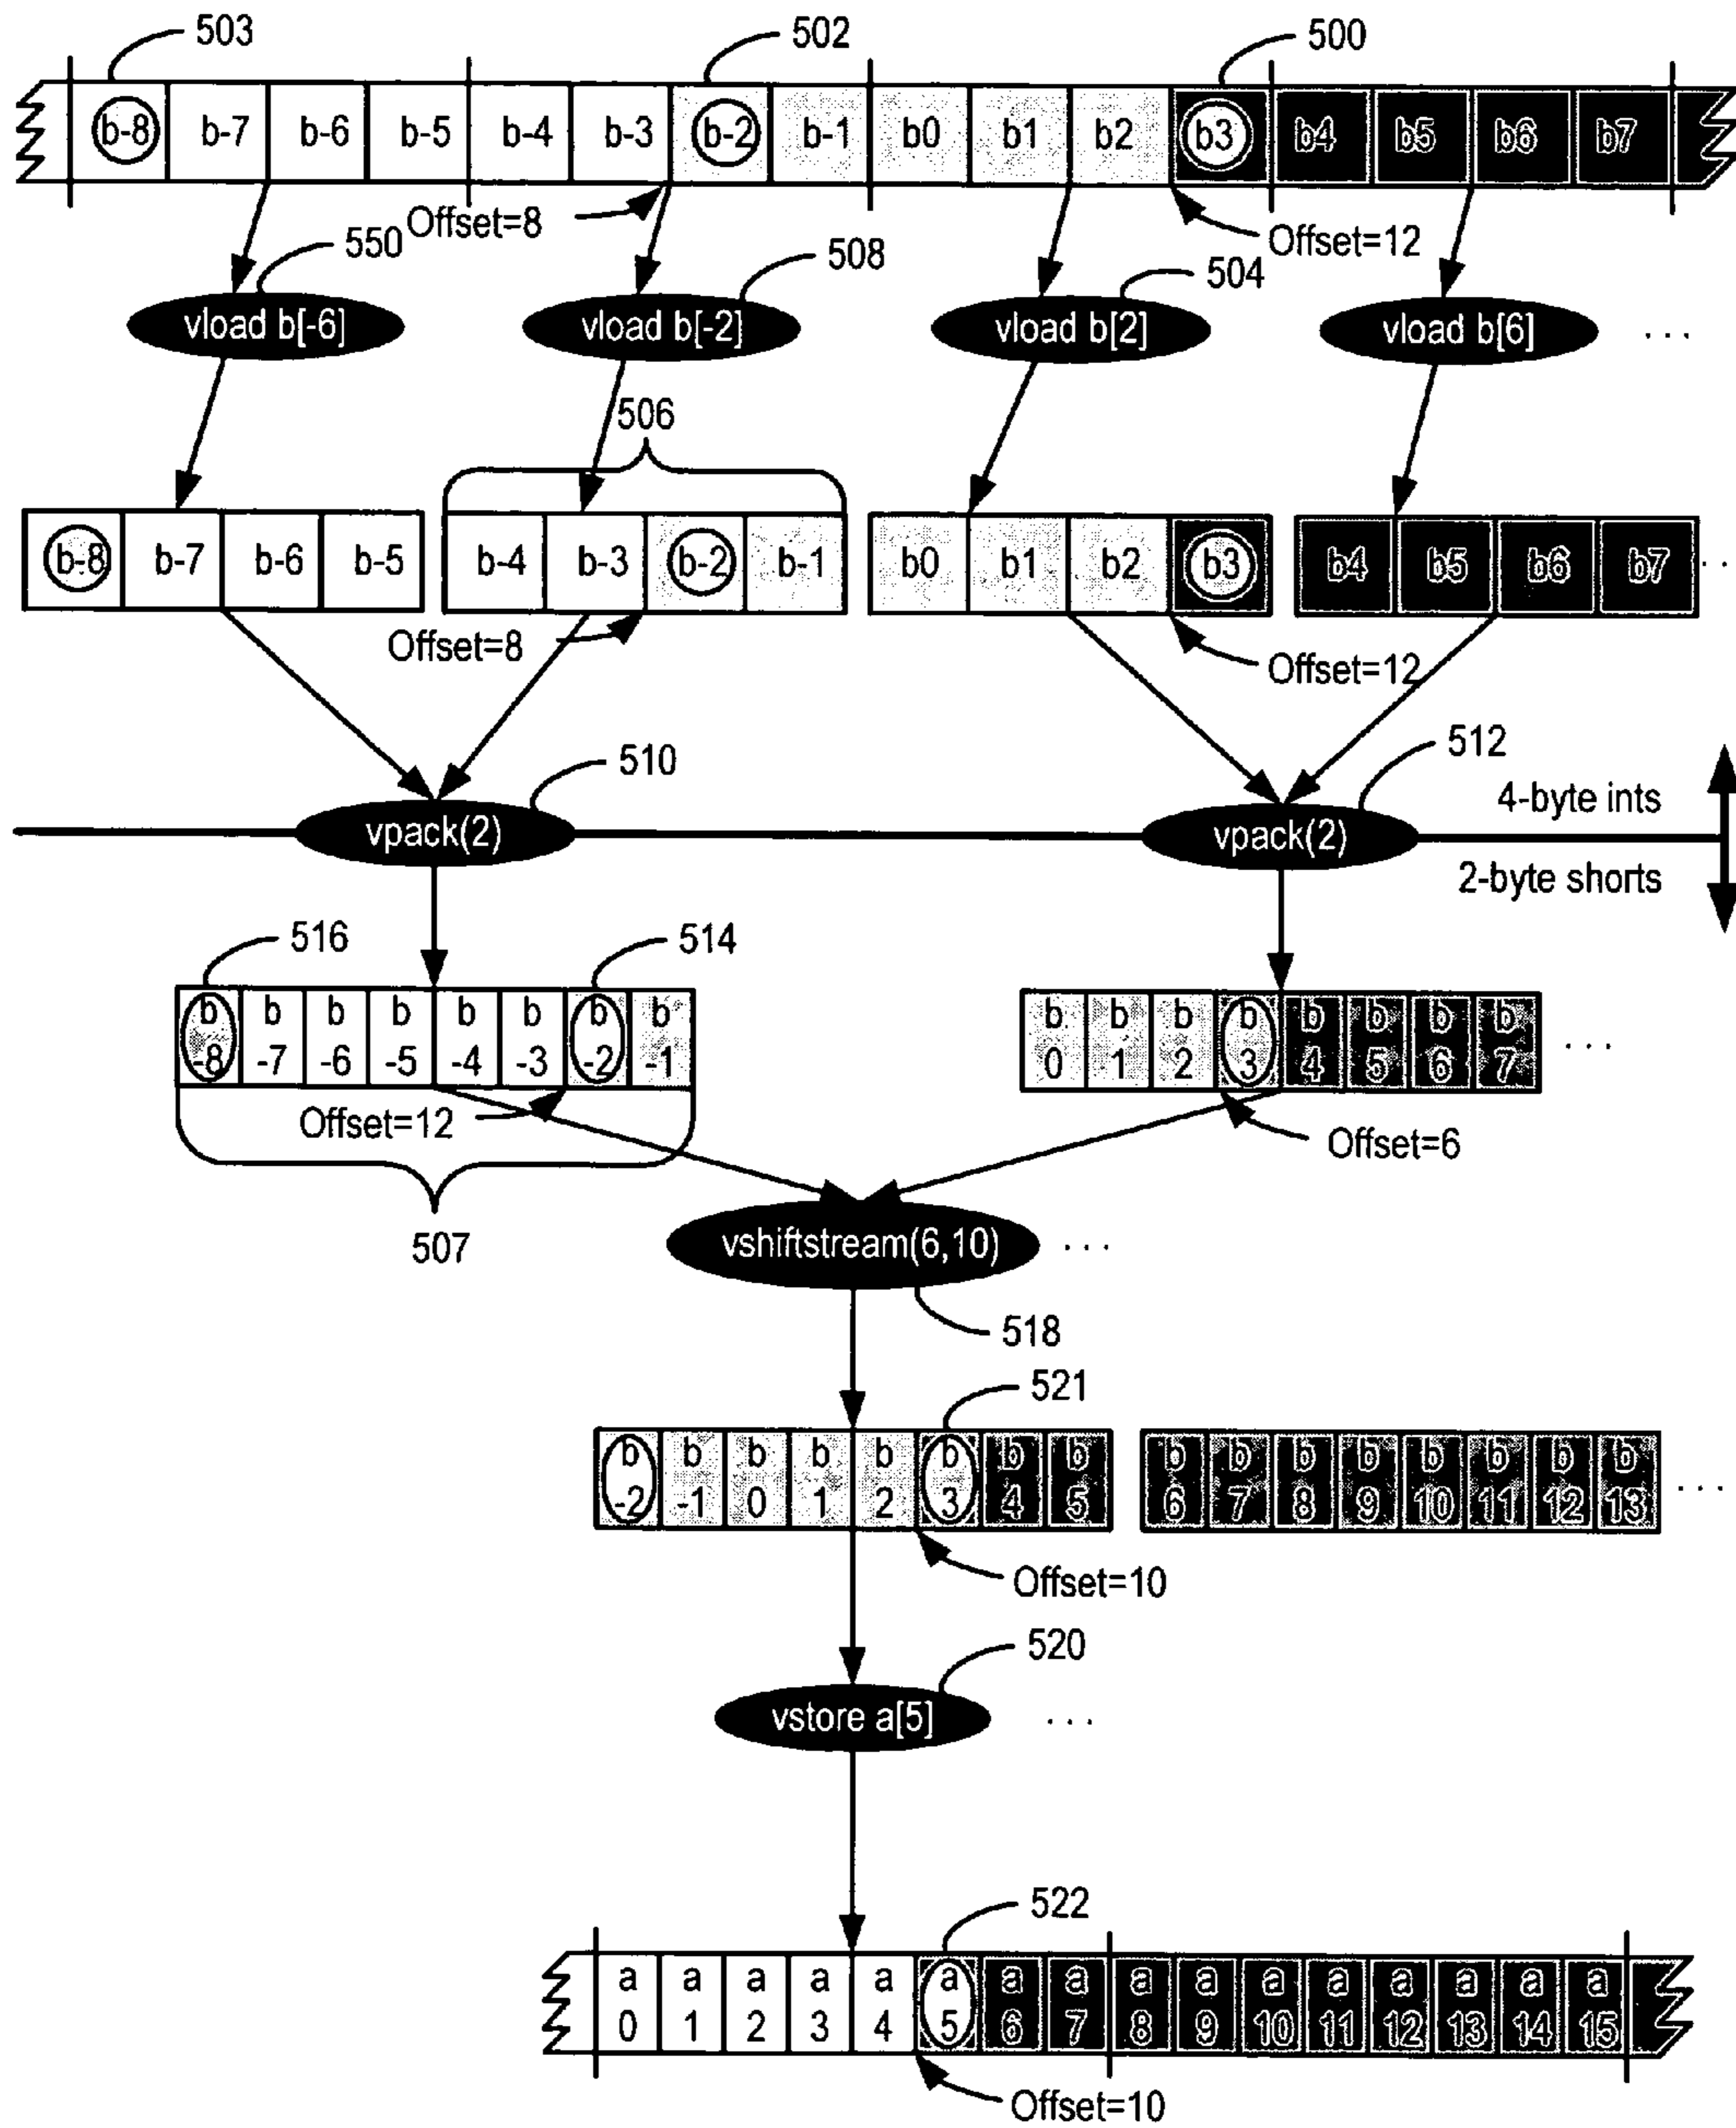 503 502 500
b-8 b-7 b-6 b-5 b-4 b-3 b-2 b-1 b0 b1 b2 b3 b4 b5 b6 b7
Offset=8 Offset=12
550 508 504
vload b[-6] vload b[-2] vload b[2] vload b[6] ...
506
b-8 b-7 b-6 b-5 b-4 b-3 b-2 b-1 b0 b1 b2 b3 b4 b5 b6 b7 ...
Offset=8 Offset=12
510 512
4-byte ints
vpack(2) vpack(2)
2-byte shorts
516 514
b b b b b b b b b b b b b b b b
-8 -7 -6 -5 -4 -3 -2 -1 0 1 2 3 4 5 6 7 ...
Offset=12 Offset=6
507
vshiftstream(6,10) ...
518
521
b b b b b b b b b b b b b b b b
-2 -1 0 1 2 3 4 5 6 7 8 9 10 11 12 13 ...
Offset=10
520
vstore a[5] ...
522
a a a a a a a a a a a a a a a a
0 1 2 3 4 5 6 7 8 9 10 11 12 13 14 15
Offset=10